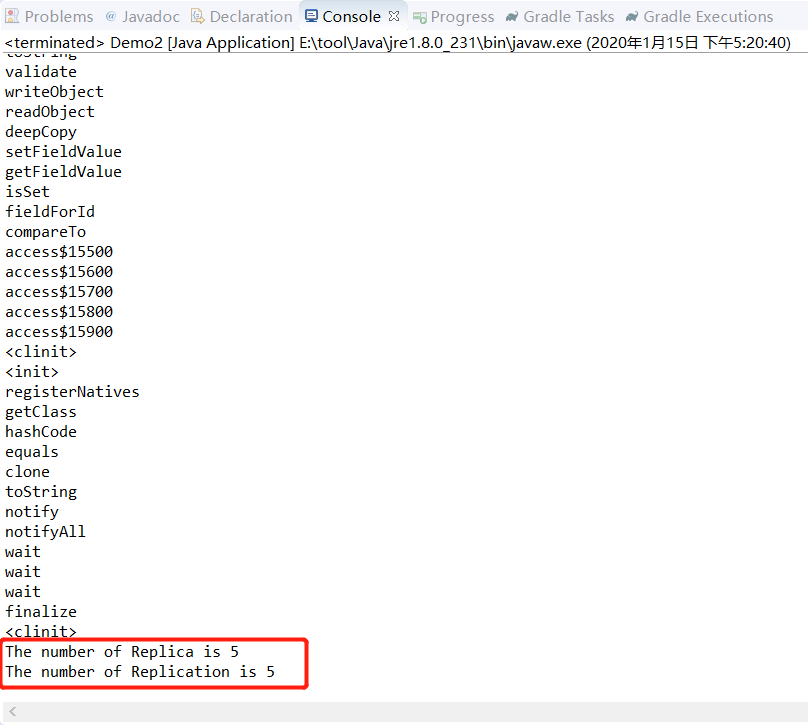 Problems @ Javadoc Declaration Console Progress Gradle Tasks Gradle Executions
<terminated> Demo2 [Java Application] E:\tool\Java\jre1.8.0_231\bin\javaw.exe (2020年1月15日 下午5:20:40)
toString
validate
writeObject
readObject
deepCopy
setFieldValue
getFieldValue
isSet
fieldForId
compareTo
access$15500
access$15600
access$15700
access$15800
access$15900
<clinit>
<init>
registerNatives
getClass
hashCode
equals
clone
toString
notify
notifyAll
wait
wait
wait
finalize
<clinit>
The number of Replica is 5
The number of Replication is 5